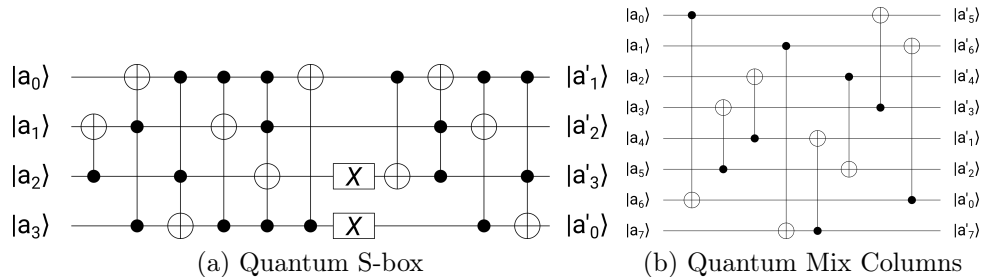 |a₀⟩ |a'₁⟩
|a₁⟩ |a'₂⟩
|a₂⟩ X |a'₃⟩
|a₃⟩ X |a'₀⟩
(a) Quantum S-box
|a₀⟩ |a'₅⟩
|a₁⟩ |a'₆⟩
|a₂⟩ |a'₄⟩
|a₃⟩ |a'₃⟩
|a₄⟩ |a'₁⟩
|a₅⟩ |a'₂⟩
|a₆⟩ |a'₀⟩
|a₇⟩ |a'₇⟩
(b) Quantum Mix Columns